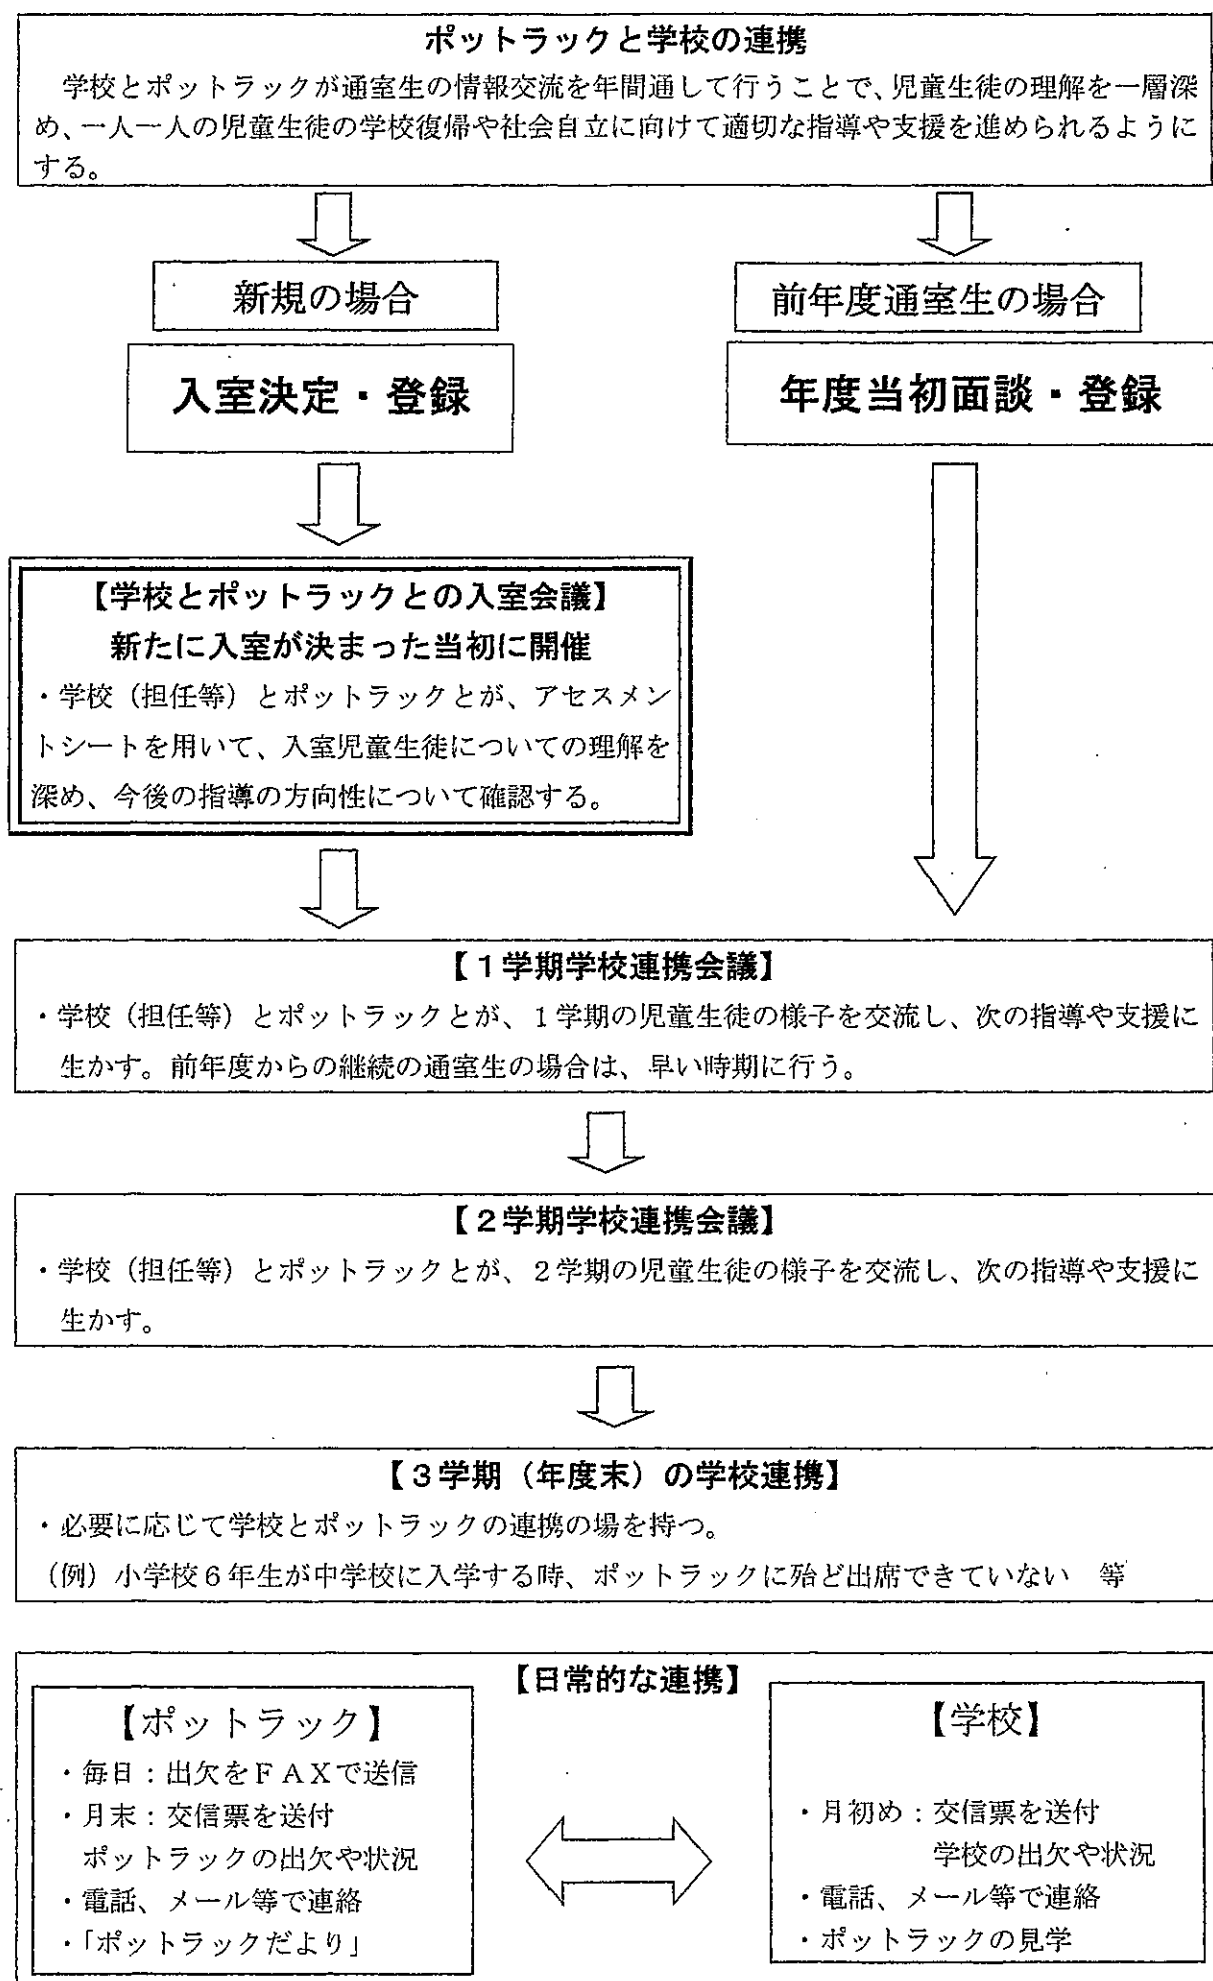 ポットラックと学校の連携
学校とポットラックが通室生の情報交流を年間通して行うことで、児童生徒の理解を一層深
め、一人一人の児童生徒の学校復帰や社会自立に向けて適切な指導や支援を進められるように
する。
新規の場合
前年度通室生の場合
入室決定・登録
年度当初面談・登録
【学校とポットラックとの入室会議】
新たに入室が決まった当初に開催
・学校(担任等)とポットラックとが、アセスメン
トシートを用いて、入室児童生徒についての理解を
深め、今後の指導の方向性について確認する。
【1学期学校連携会議】
・学校(担任等)とポットラックとが、1学期の児童生徒の様子を交流し、次の指導や支援に
生かす。前年度からの継続の通室生の場合は、早い時期に行う。
【2学期学校連携会議】
・学校(担任等)とポットラックとが、2学期の児童生徒の様子を交流し、次の指導や支援に
生かす。
【3学期(年度末)の学校連携】
・必要に応じて学校とポットラックの連携の場を持つ。
(例)小学校6年生が中学校に入学する時、ポットラックに殆ど出席できていない 等
【日常的な連携】
【ポットラック】
・毎日:出欠をFAXで送信
・月末:交信票を送付
ポットラックの出欠や状況
・電話、メール等で連絡
・「ポットラックだより」
【学校】
・月初め:交信票を送付
学校の出欠や状況
・電話、メール等で連絡
・ポットラックの見学